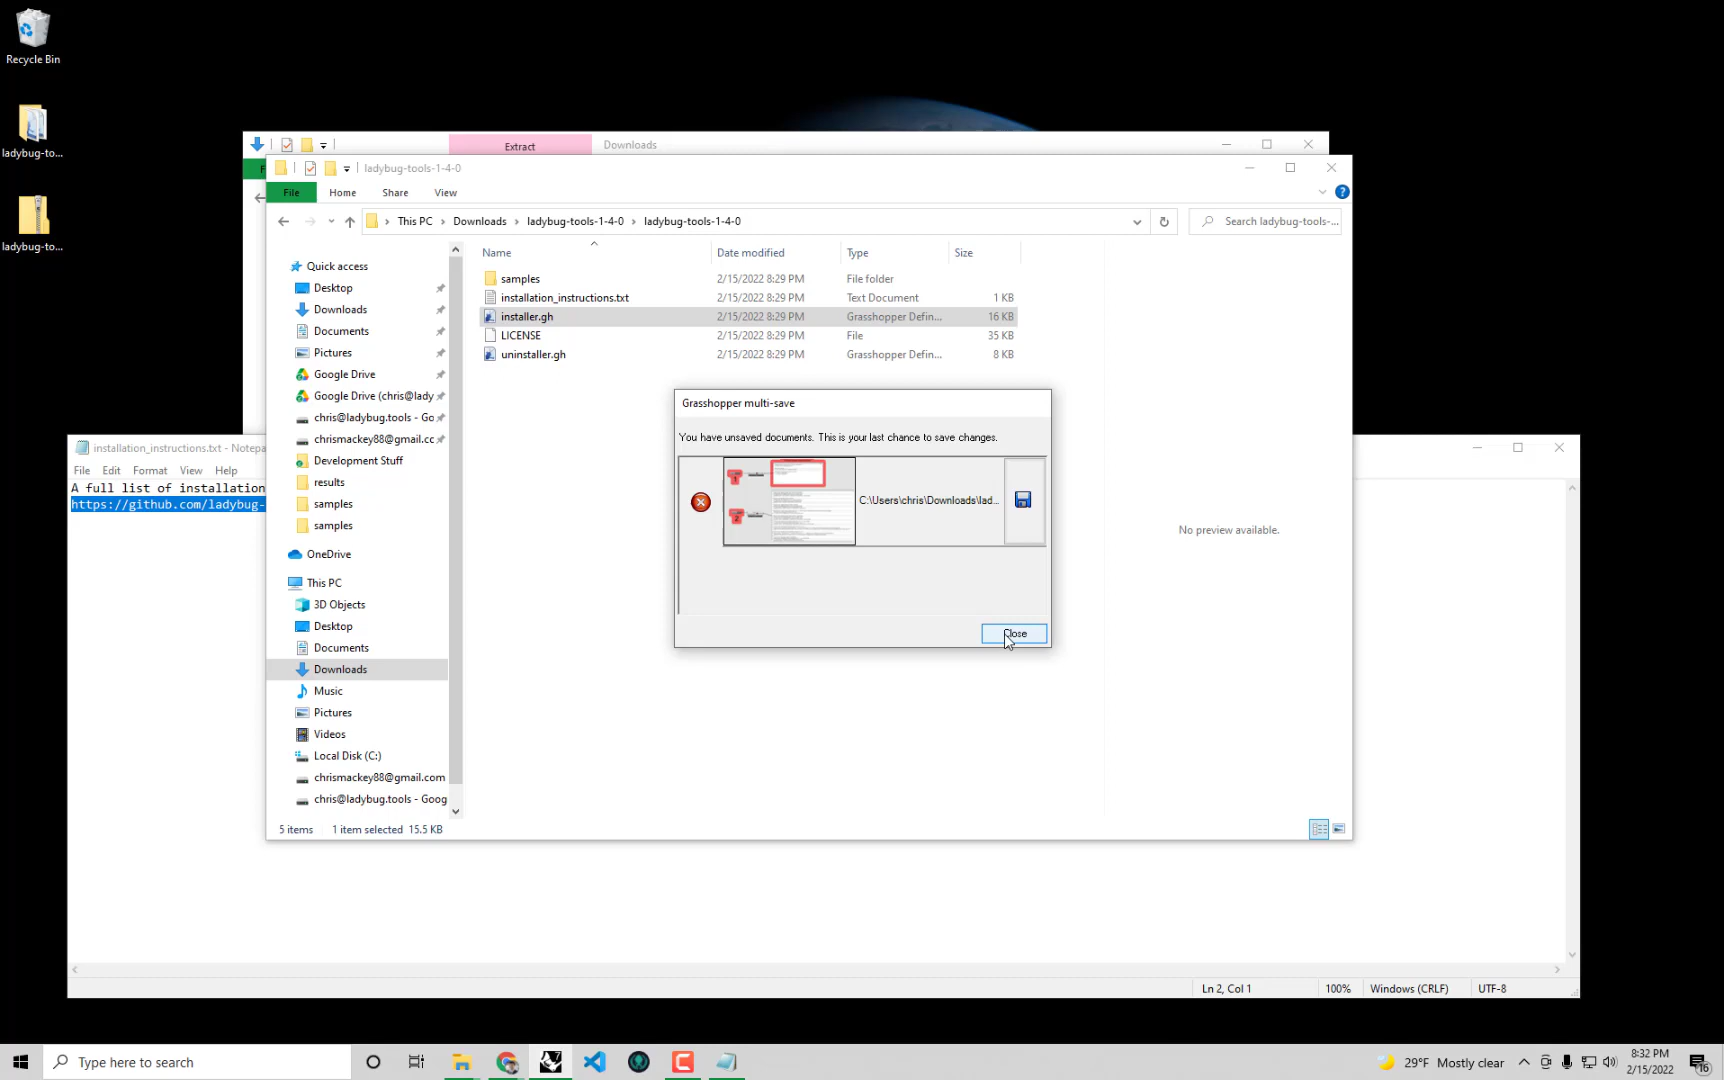 Recycle Bin
ladybug-to...
ladybug-to...
Extract
Downloads
ladybug-tools-1-4-0
File
Home
Share
View
This PC
Downloads
ladybug-tools-1-4-0
ladybug-tools-1-4-0
Search ladybug-tools-...
Name
Date modified
Type
Size
samples
2/15/2022 8:29 PM
File folder
installation_instructions.txt
2/15/2022 8:29 PM
Text Document
1 KB
installer.gh
2/15/2022 8:29 PM
Grasshopper Defin...
16 KB
LICENSE
2/15/2022 8:29 PM
File
35 KB
uninstaller.gh
2/15/2022 8:29 PM
Grasshopper Defin...
8 KB
Quick access
Desktop
Downloads
Documents
Pictures
Google Drive
Google Drive (chris@lady
chris@ladybug.tools - Go
chrismackey88@gmail.cc
Development Stuff
results
samples
samples
OneDrive
This PC
3D Objects
Desktop
Documents
Downloads
Music
Pictures
Videos
Local Disk (C:)
chrismackey88@gmail.com
chris@ladybug.tools - Goog
5 items
1 item selected 15.5 KB
No preview available.
Grasshopper multi-save
You have unsaved documents. This is your last chance to save changes.
1
2
C:\Users\chris\Downloads\lad...
Close
installation_instructions.txt - Notepa
File Edit Format View Help
A full list of installation
https://github.com/ladybug-
Ln 2, Col 1
100%
Windows (CRLF)
UTF-8
Type here to search
7
29°F Mostly clear
8:32 PM
2/15/2022
16